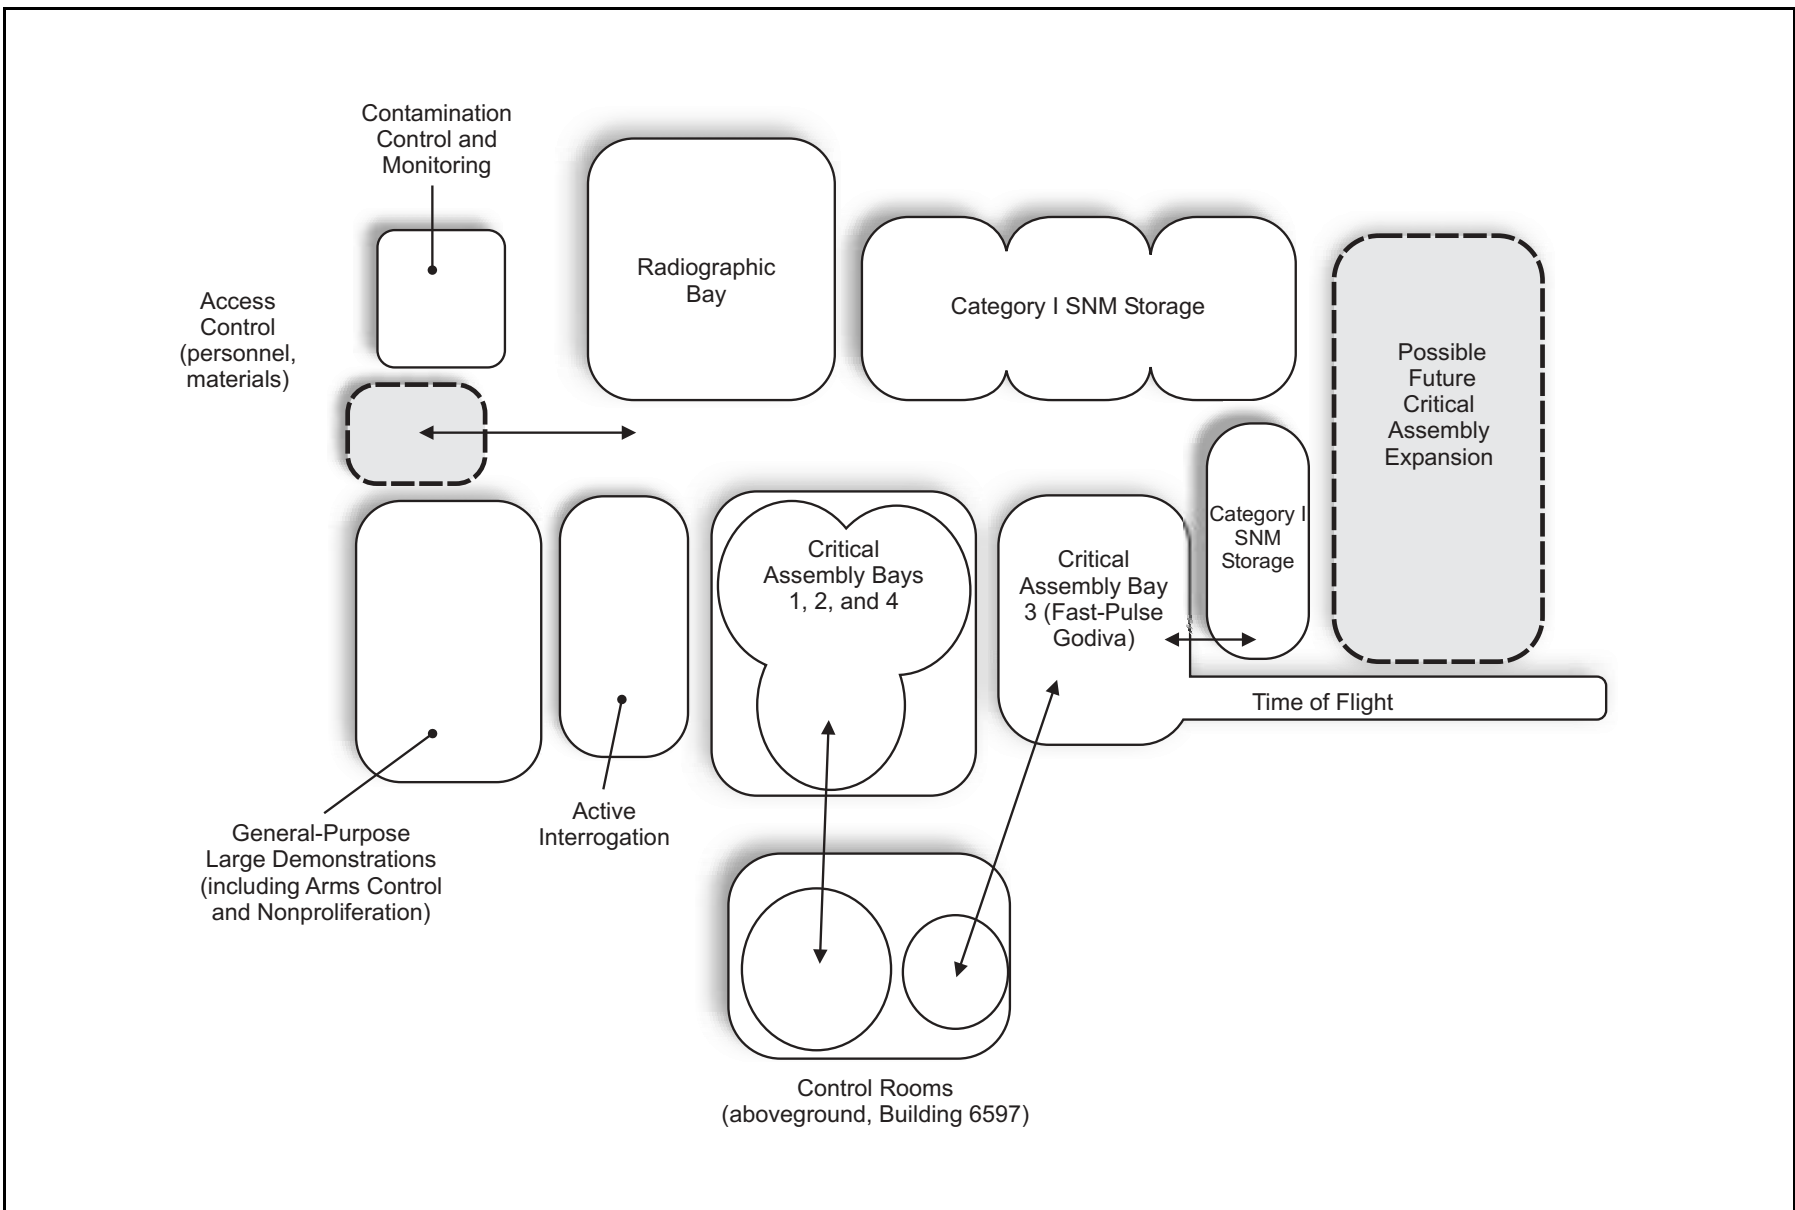 Contamination
Control and
Monitoring
Radiographic
Bay
Access
Control
(personnel,
materials)
Category I SNM Storage
Possible
Future
Critical
Assembly
Expansion
Category I
SNM
Storage
Critical
Assembly Bays
1, 2, and 4
Critical
Assembly Bay
3 (Fast-Pulse
Godiva)
Time of Flight
General-Purpose
Large Demonstrations
(including Arms Control
and Nonproliferation)
Active
Interrogation
Control Rooms
(aboveground, Building 6597)